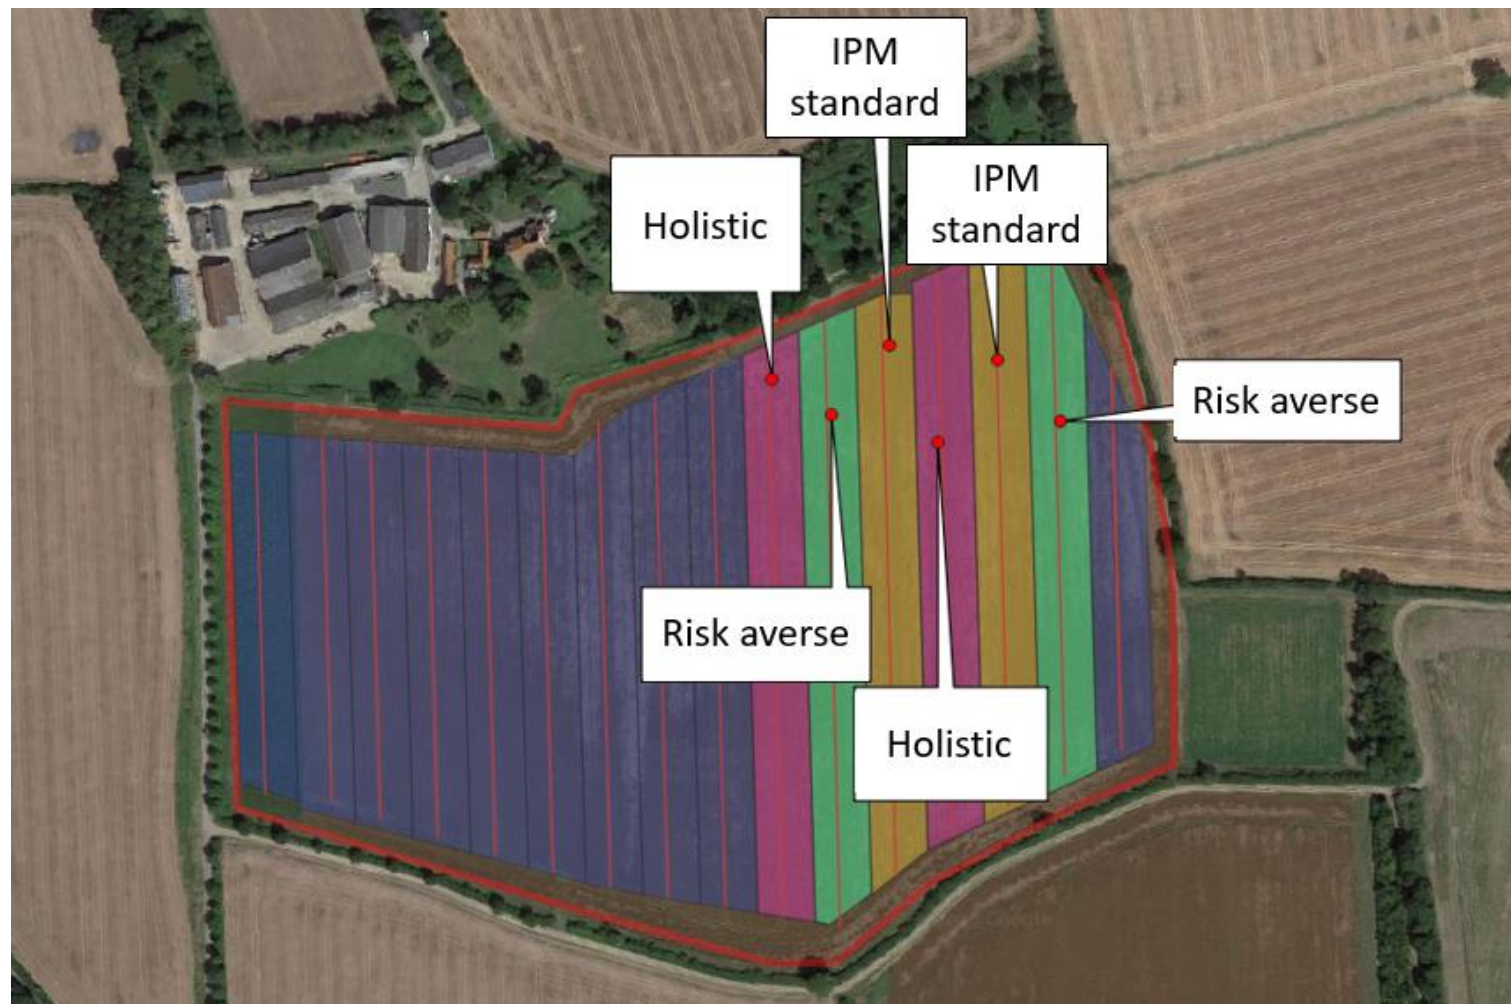 IPM
standard
Holistic
IPM
standard
Risk averse
Risk averse
Holistic